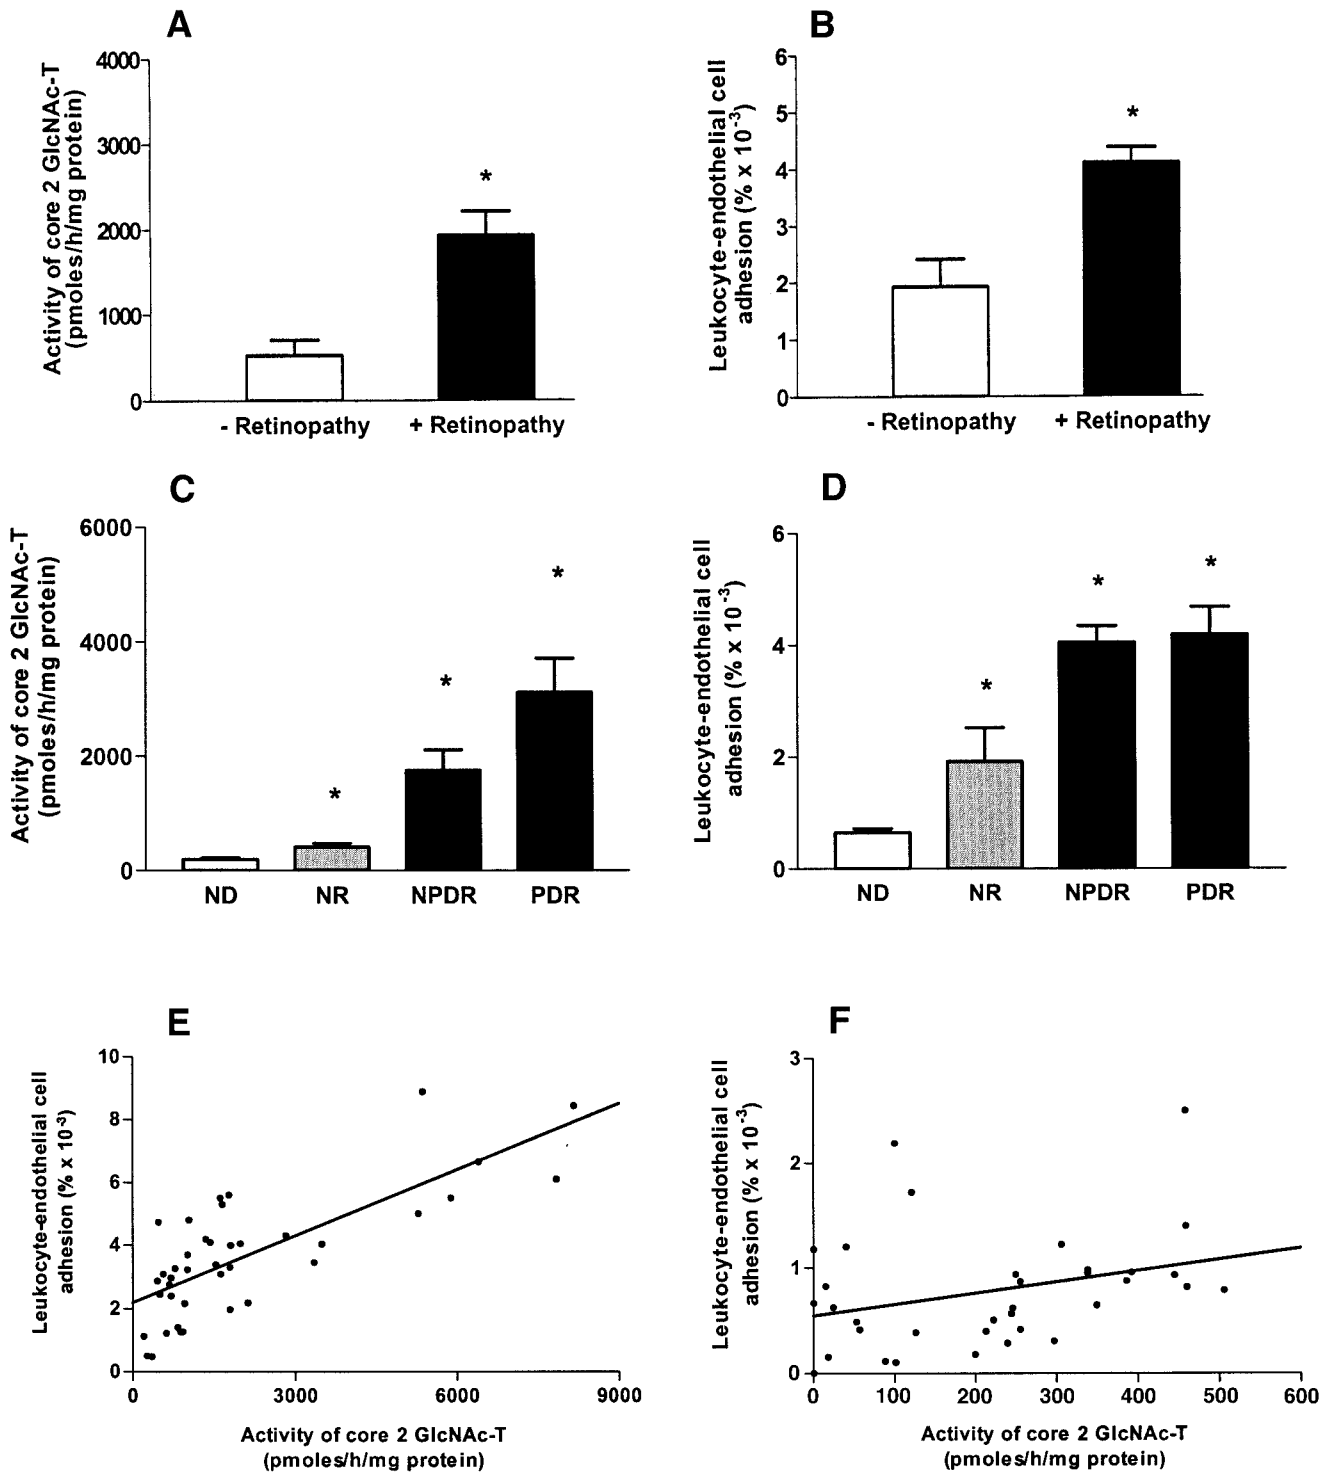 A
Activity of core 2 GlcNAc-T
(pmoles/h/mg protein)
4000
3000
2000
1000
0
*
- Retinopathy
+ Retinopathy
B
Leukocyte-endothelial cell
adhesion (% x 10-3)
6
5
4
3
2
1
0
*
- Retinopathy
+ Retinopathy
C
Activity of core 2 GlcNAc-T
(pmoles/h/mg protein)
6000
4000
2000
0
*
*
*
ND
NR
NPDR
PDR
D
Leukocyte-endothelial cell
adhesion (% x 10-3)
6
4
2
0
*
*
*
ND
NR
NPDR
PDR
E
Leukocyte-endothelial cell
adhesion (% x 10-3)
10
8
6
4
2
0
0
3000
6000
9000
Activity of core 2 GlcNAc-T
(pmoles/h/mg protein)
F
Leukocyte-endothelial cell
adhesion (% x 10-3)
3
2
1
0
0
100
200
300
400
500
600
Activity of core 2 GlcNAc-T
(pmoles/h/mg protein)